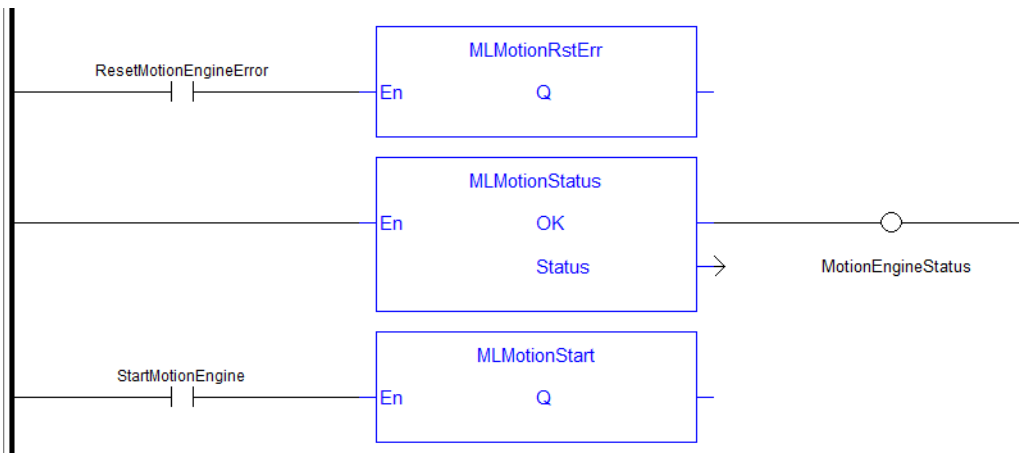 MLMotionRstErr
ResetMotionEngineError
En Q
MLMotionStatus
En OK
Status MotionEngineStatus
MLMotionStart
StartMotionEngine
En Q